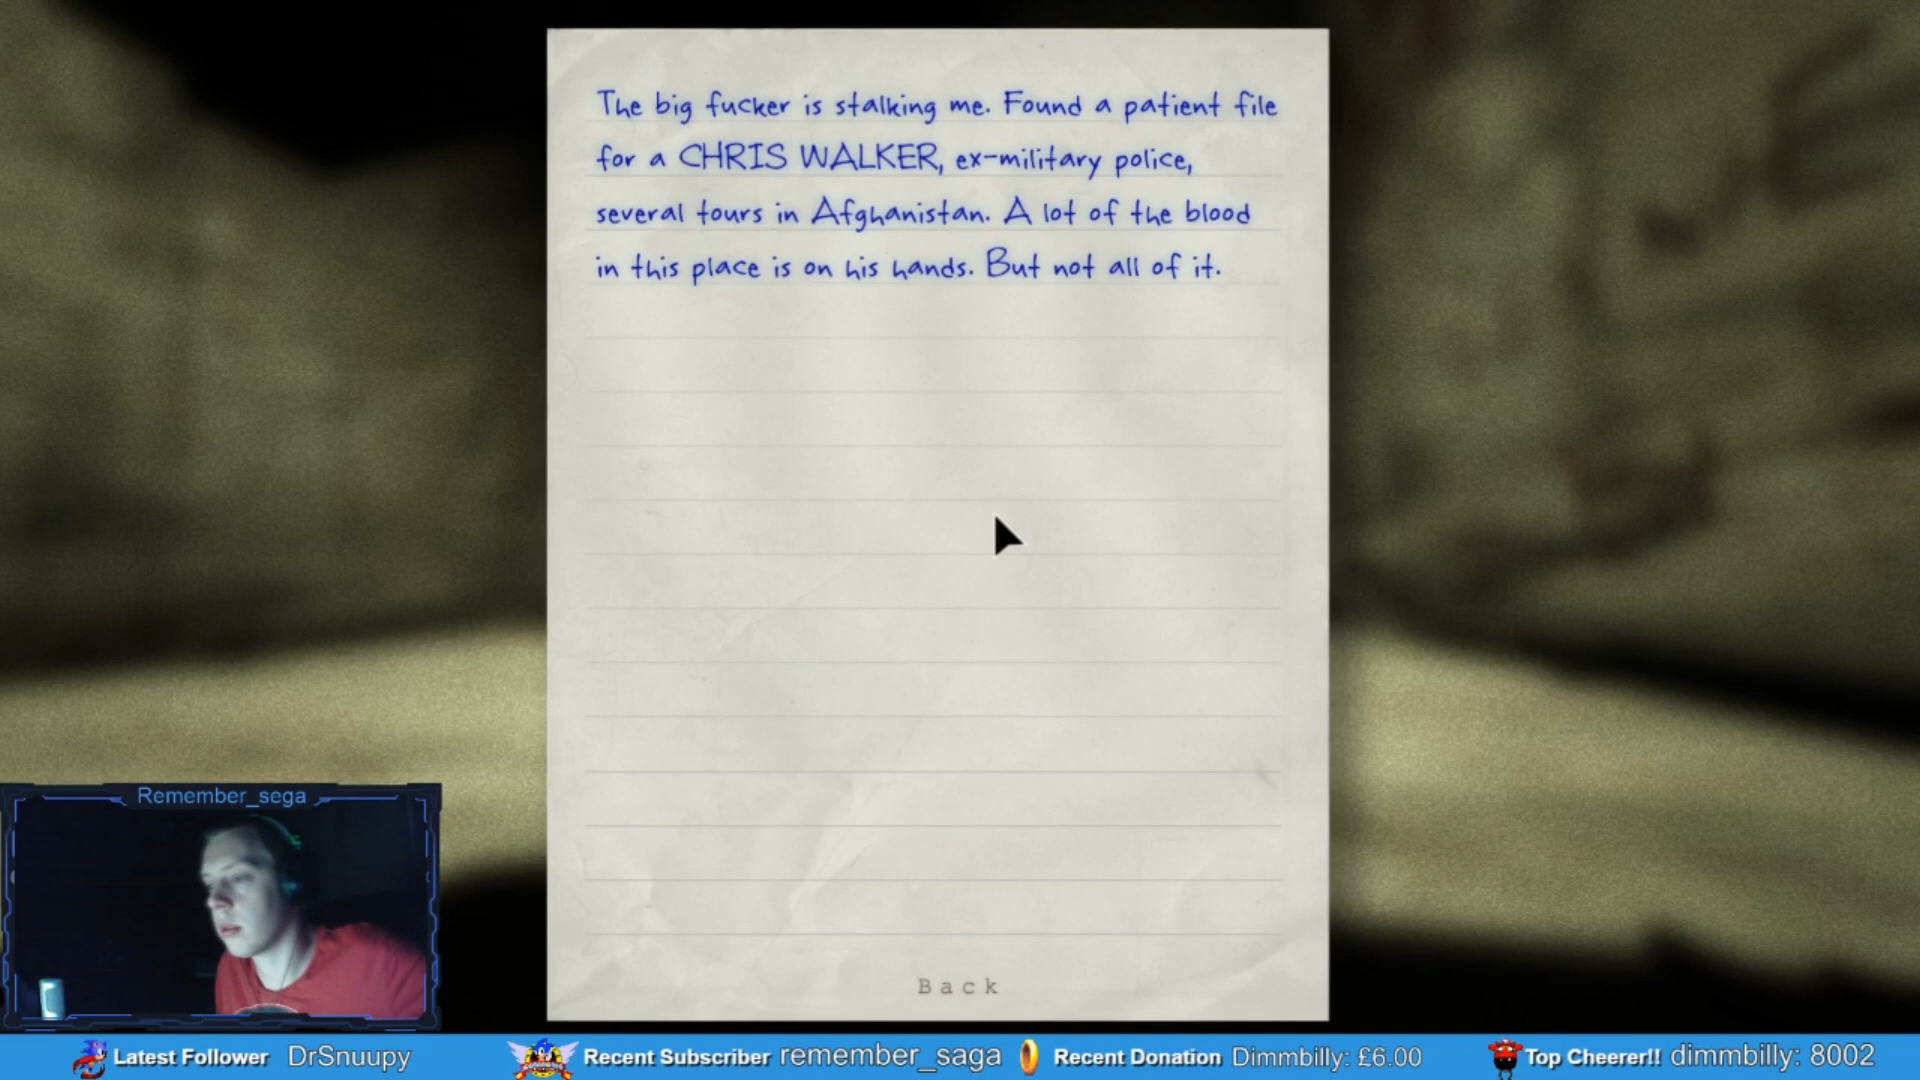 The big fucker is stalking me. Found a patient file
for a CHRIS WALKER, ex-military police,
several tours in Afghanistan. A lot of the blood
in this place is on his hands. But not all of it.
Back
Remember_sega
Latest Follower DrSnuupy
Recent Subscriber remember_saga
Recent Donation Dimmbilly: £6.00
Top Cheerer!! dimmbilly: 8002